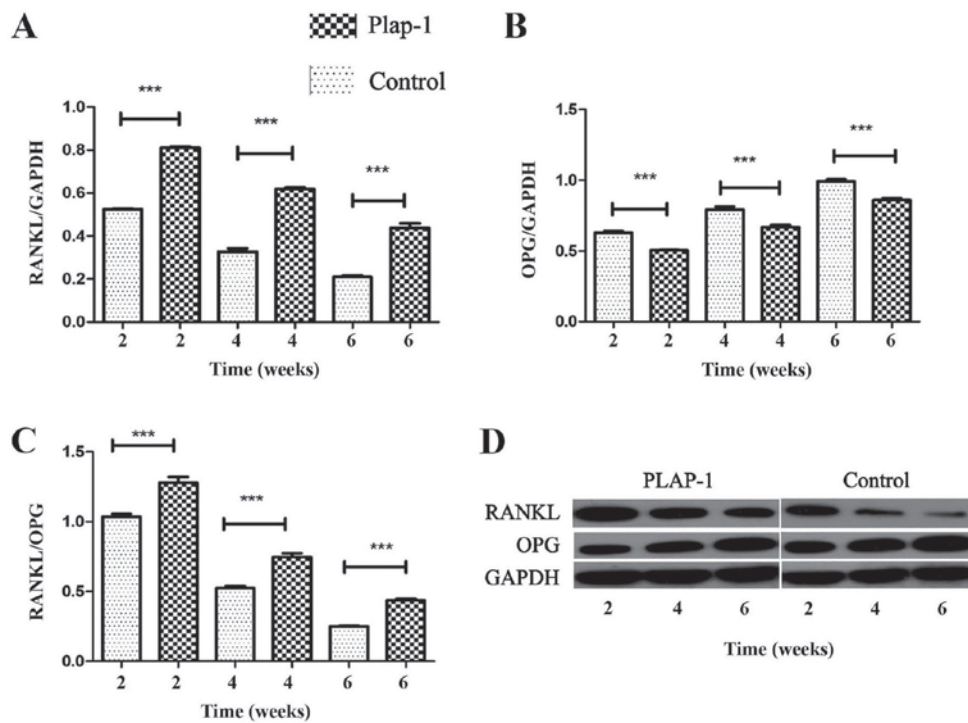 A
Plap-1
Control
***
***
***
1.0
0.8
0.6
0.4
0.2
0.0
RANKL/GAPDH
2 2 4 4 6 6
Time (weeks)
B
***
***
***
1.5
1.0
0.5
0.0
OPG/GAPDH
2 2 4 4 6 6
Time (weeks)
C
***
***
***
1.5
1.0
0.5
0.0
RANKL/OPG
2 2 4 4 6 6
Time (weeks)
D
PLAP-1 Control
RANKL
OPG
GAPDH
2 4 6 2 4 6
Time (weeks)